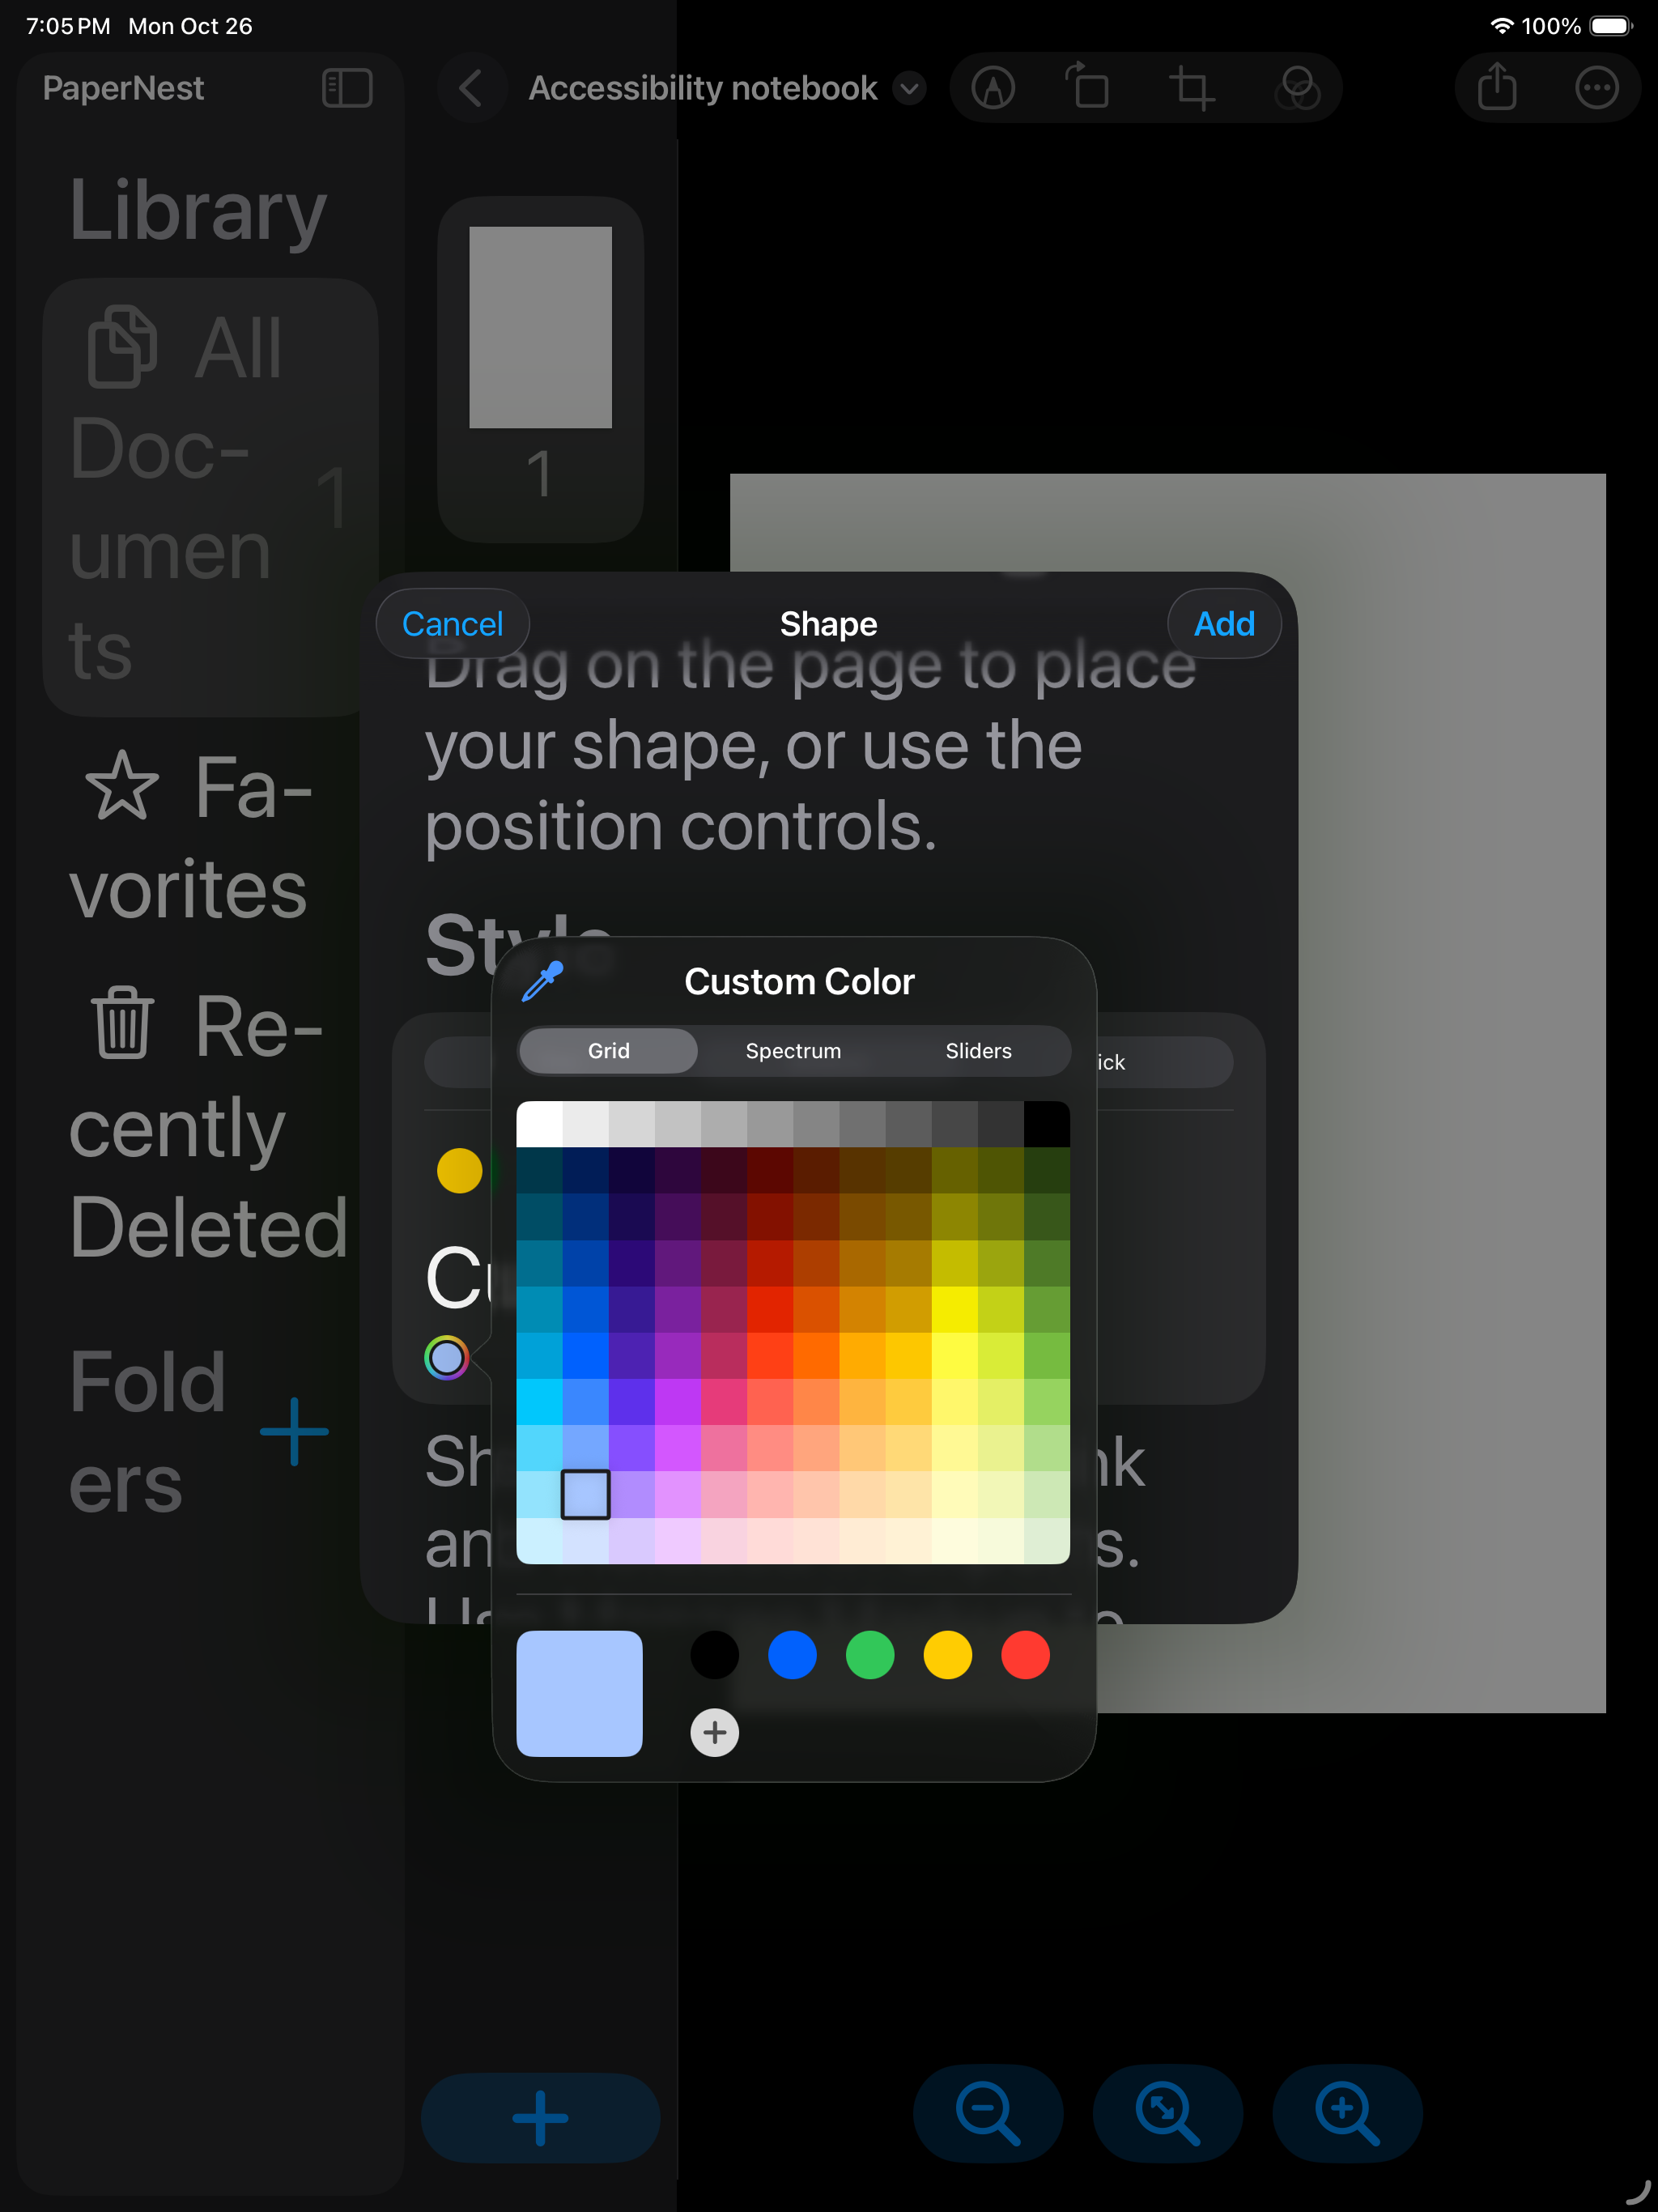 7:05 PM Mon Oct 26
100%
PaperNest
Accessibility notebook
Library
All
Doc-
umen
ts
1
1
Fa-
vorites
Re-
cently
Deleted
Fold
ers
Cancel
Shape
Add
Drag on the page to place
your shape, or use the
position controls.
Style
Custom Color
Grid
Spectrum
Sliders